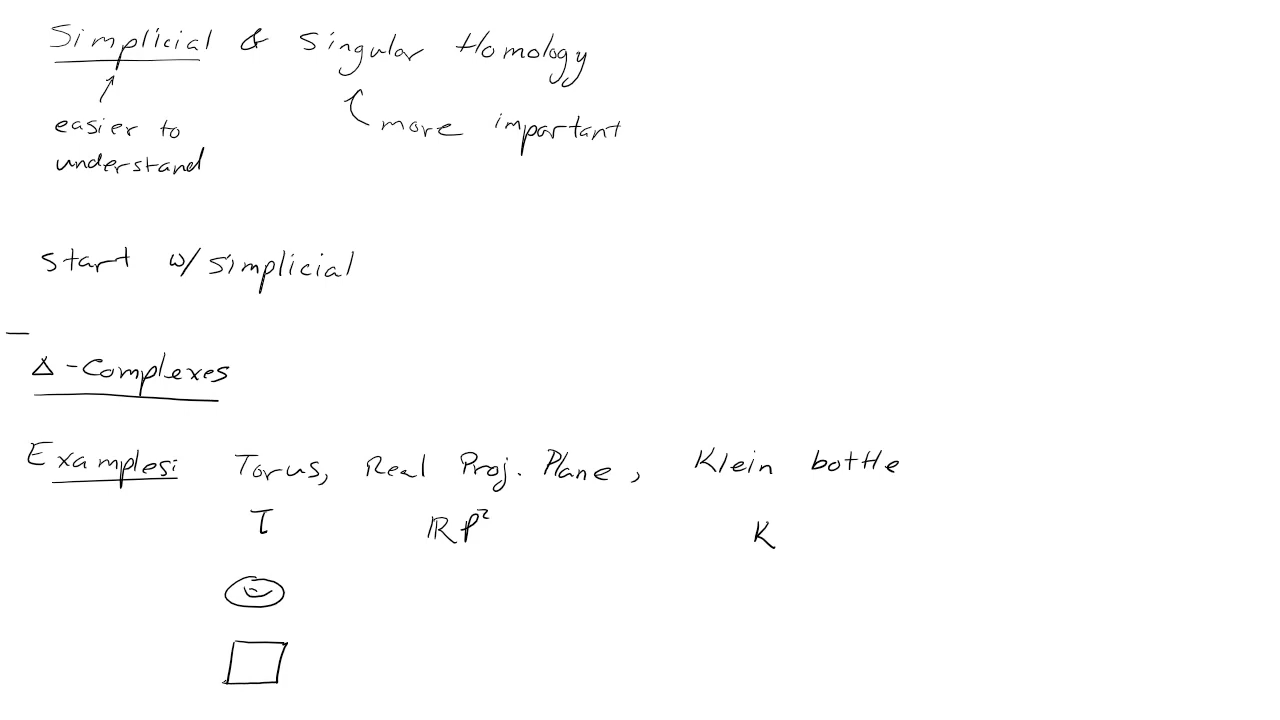 Simplicial & Singular Homology
easier to
understand
more important
start w/ simplicial
Δ-Complexes
Examples: Torus, Real Proj. Plane, Klein bottle
T RP² K